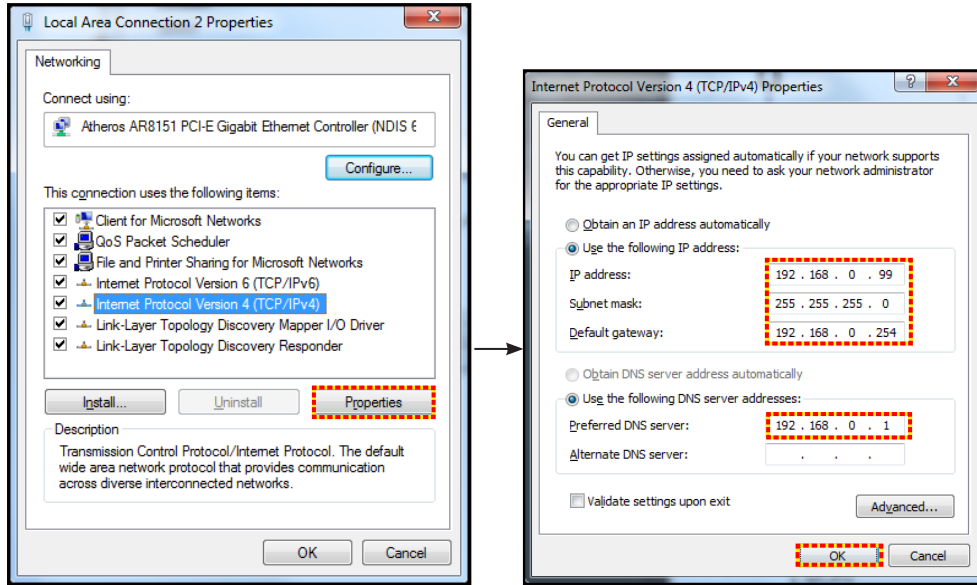 Local Area Connection 2 Properties
Networking
Connect using:
Atheros AR8151 PCI-E Gigabit Ethernet Controller (NDIS 6
Configure...
This connection uses the following items:
Client for Microsoft Networks
QoS Packet Scheduler
File and Printer Sharing for Microsoft Networks
Internet Protocol Version 6 (TCP/IPv6)
Internet Protocol Version 4 (TCP/IPv4)
Link-Layer Topology Discovery Mapper I/O Driver
Link-Layer Topology Discovery Responder
Install... Uninstall Properties
Description
Transmission Control Protocol/Internet Protocol. The default
wide area network protocol that provides communication
across diverse interconnected networks.
OK Cancel
Internet Protocol Version 4 (TCP/IPv4) Properties
General
You can get IP settings assigned automatically if your network supports
this capability. Otherwise, you need to ask your network administrator
for the appropriate IP settings.
Obtain an IP address automatically
Use the following IP address:
IP address: 192 . 168 . 0 . 99
Subnet mask: 255 . 255 . 255 . 0
Default gateway: 192 . 168 . 0 . 254
Obtain DNS server address automatically
Use the following DNS server addresses:
Preferred DNS server: 192 . 168 . 0 . 1
Alternate DNS server: . . .
Validate settings upon exit
Advanced...
OK Cancel